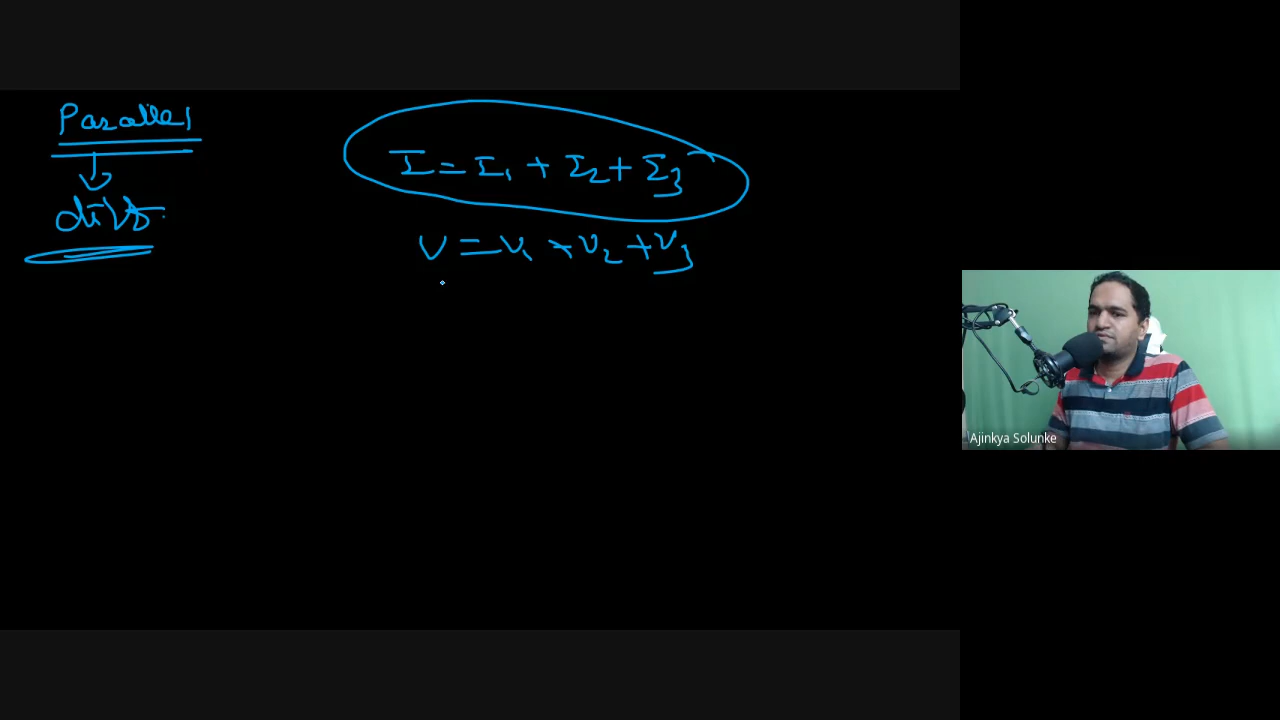 Parallel
I = I₁ + I₂ + I₃
V = V₁ + V₂ + V₃
Ajinkya Solunke